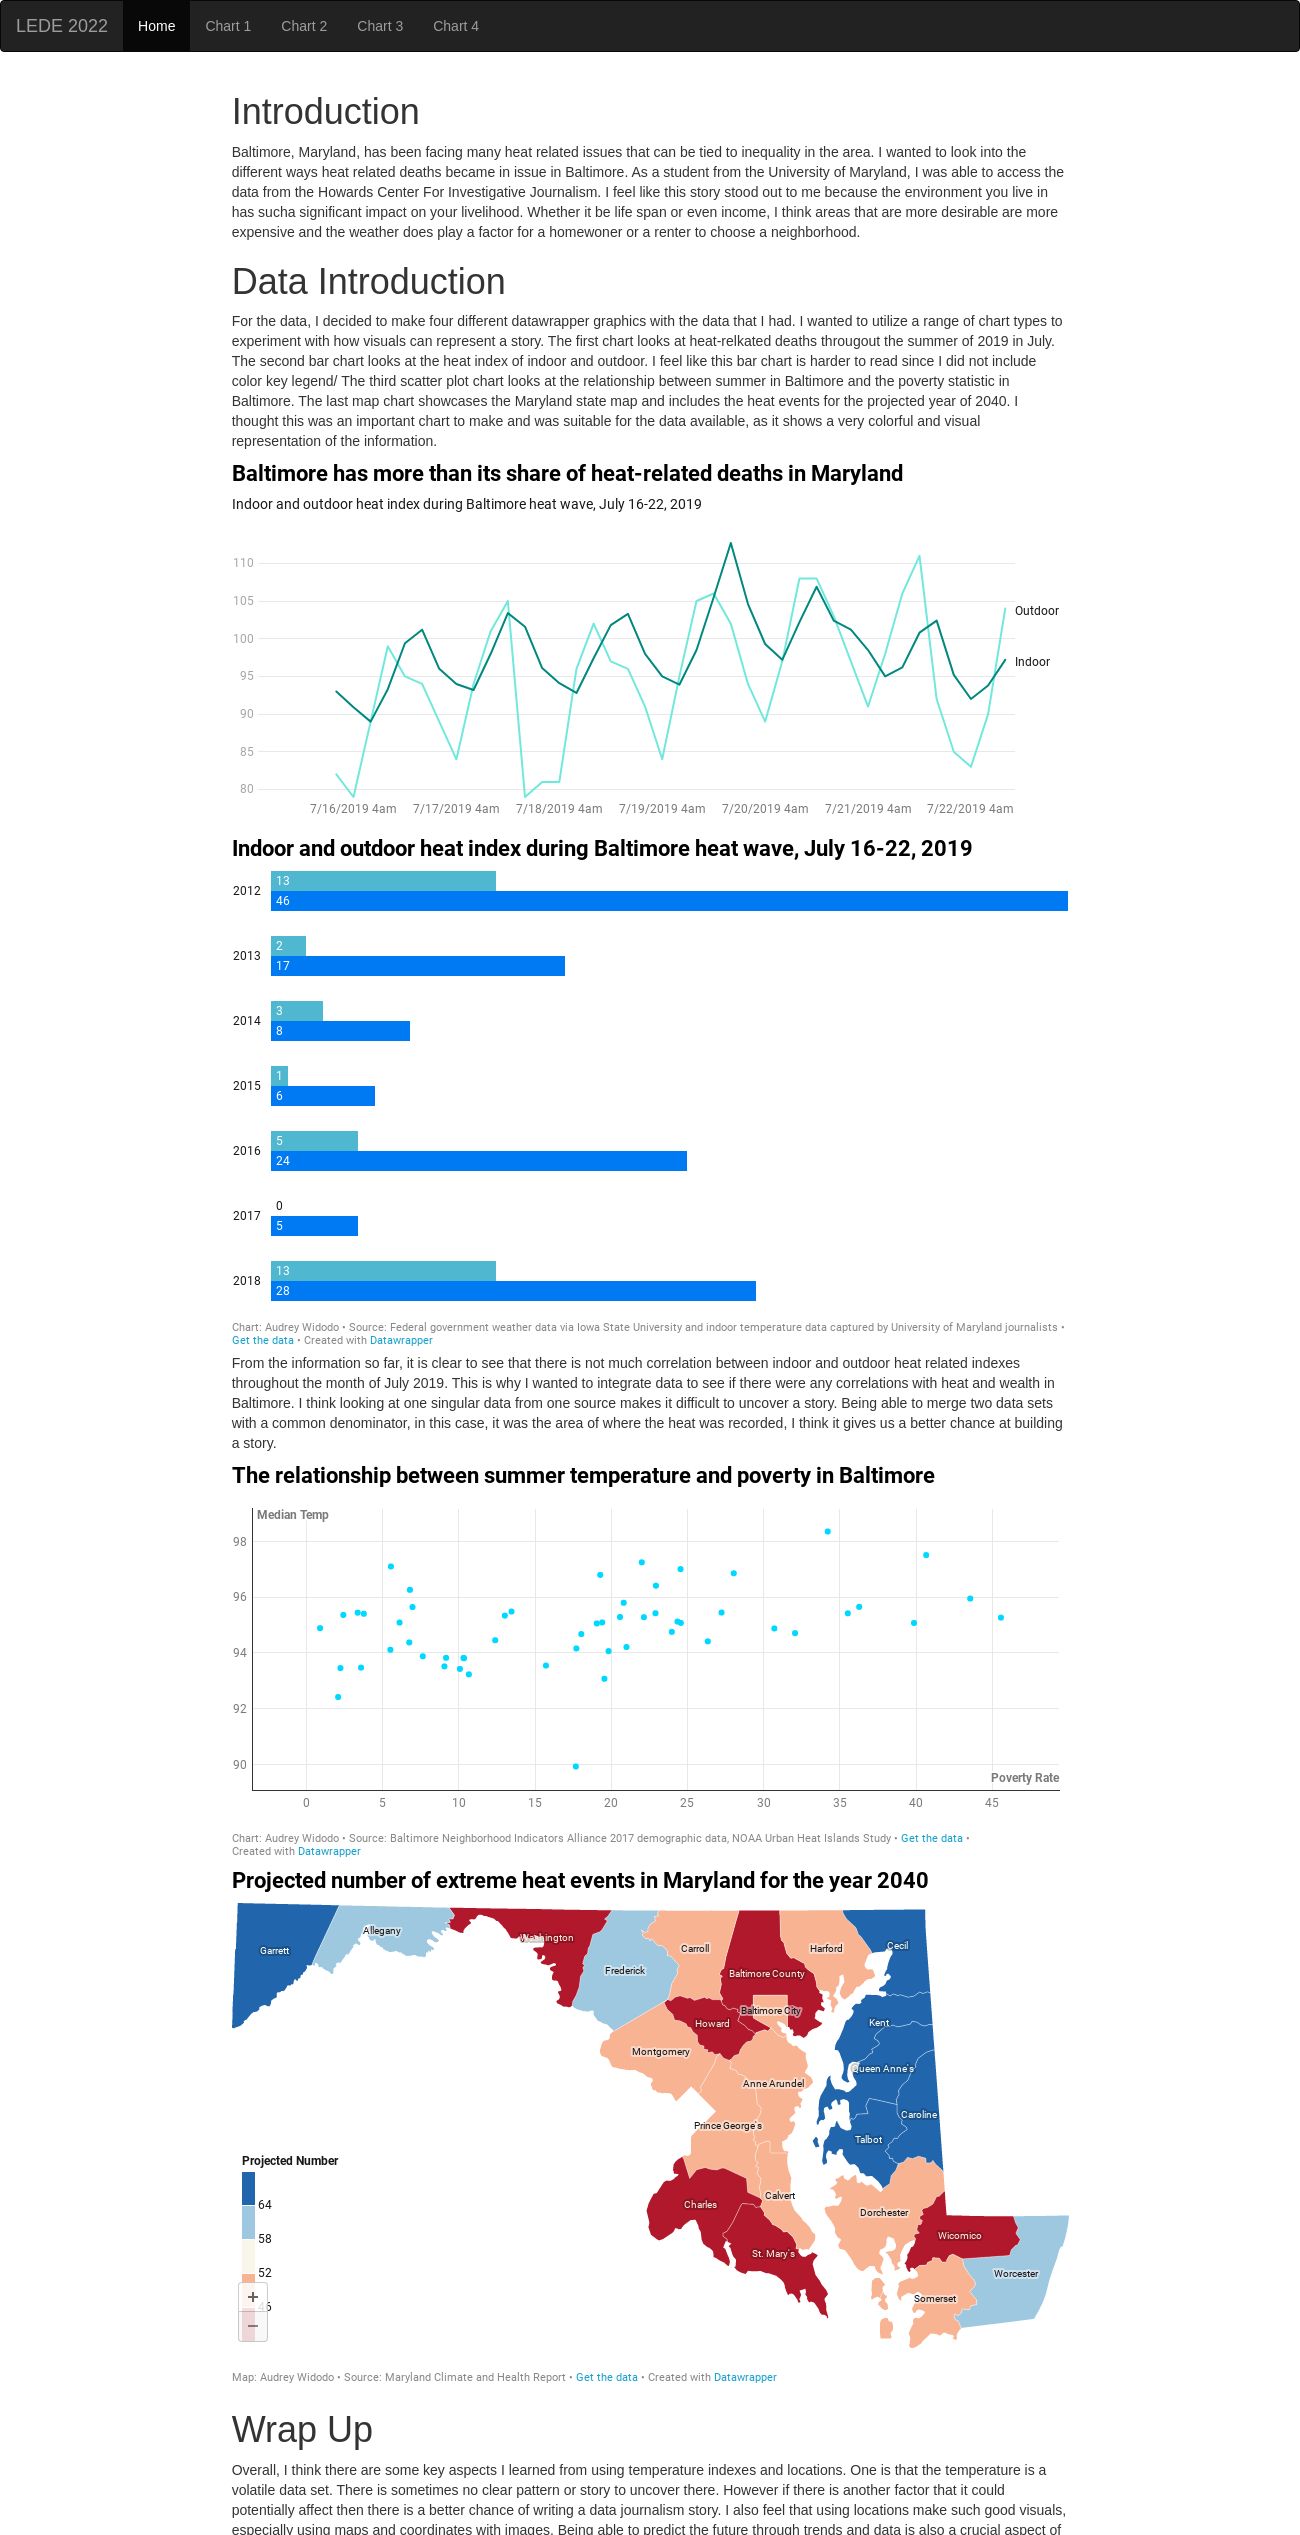 LEDE 2022 Home Chart 1 Chart 2 Chart 3 Chart 4
Introduction
Baltimore, Maryland, has been facing many heat related issues that can be tied to inequality in the area. I wanted to look into the
different ways heat related deaths became in issue in Baltimore. As a student from the University of Maryland, I was able to access the
data from the Howards Center For Investigative Journalism. I feel like this story stood out to me because the environment you live in
has sucha significant impact on your livelihood. Whether it be life span or even income, I think areas that are more desirable are more
expensive and the weather does play a factor for a homewoner or a renter to choose a neighborhood.
Data Introduction
For the data, I decided to make four different datawrapper graphics with the data that I had. I wanted to utilize a range of chart types to
experiment with how visuals can represent a story. The first chart looks at heat-relkated deaths througout the summer of 2019 in July.
The second bar chart looks at the heat index of indoor and outdoor. I feel like this bar chart is harder to read since I did not include
color key legend/ The third scatter plot chart looks at the relationship between summer in Baltimore and the poverty statistic in
Baltimore. The last map chart showcases the Maryland state map and includes the heat events for the projected year of 2040. I
thought this was an important chart to make and was suitable for the data available, as it shows a very colorful and visual
representation of the information.
Baltimore has more than its share of heat-related deaths in Maryland
Indoor and outdoor heat index during Baltimore heat wave, July 16-22, 2019
110
105
Outdoor
100
Indoor
95
90
85
80
7/16/2019 4am 7/17/2019 4am 7/18/2019 4am 7/19/2019 4am 7/20/2019 4am 7/21/2019 4am 7/22/2019 4am
Indoor and outdoor heat index during Baltimore heat wave, July 16-22, 2019
2012
13
46
2013
2
17
2014
3
8
2015
1
6
2016
5
24
2017
0
5
2018
13
28
Chart: Audrey Widodo • Source: Federal government weather data via Iowa State University and indoor temperature data captured by University of Maryland journalists •
Get the data • Created with Datawrapper
From the information so far, it is clear to see that there is not much correlation between indoor and outdoor heat related indexes
throughout the month of July 2019. This is why I wanted to integrate data to see if there were any correlations with heat and wealth in
Baltimore. I think looking at one singular data from one source makes it difficult to uncover a story. Being able to merge two data sets
with a common denominator, in this case, it was the area of where the heat was recorded, I think it gives us a better chance at building
a story.
The relationship between summer temperature and poverty in Baltimore
Median Temp
98
96
94
92
90
Poverty Rate
0 5 10 15 20 25 30 35 40 45
Chart: Audrey Widodo • Source: Baltimore Neighborhood Indicators Alliance 2017 demographic data, NOAA Urban Heat Islands Study • Get the data •
Created with Datawrapper
Projected number of extreme heat events in Maryland for the year 2040
Allegany
Washington
Garrett
Carroll
Harford
Cecil
Frederick
Baltimore County
Baltimore City
Howard
Kent
Montgomery
Queen Anne's
Anne Arundel
Caroline
Prince George's
Talbot
Projected Number
Calvert
Charles
64
Dorchester
58
Wicomico
St. Mary's
52
Worcester
+
Somerset
46
−
Map: Audrey Widodo • Source: Maryland Climate and Health Report • Get the data • Created with Datawrapper
Wrap Up
Overall, I think there are some key aspects I learned from using temperature indexes and locations. One is that the temperature is a
volatile data set. There is sometimes no clear pattern or story to uncover there. However if there is another factor that it could
potentially affect then there is a better chance of writing a data journalism story. I also feel that using locations make such good visuals,
especially using maps and coordinates with images. Being able to predict the future through trends and data is also a crucial aspect of